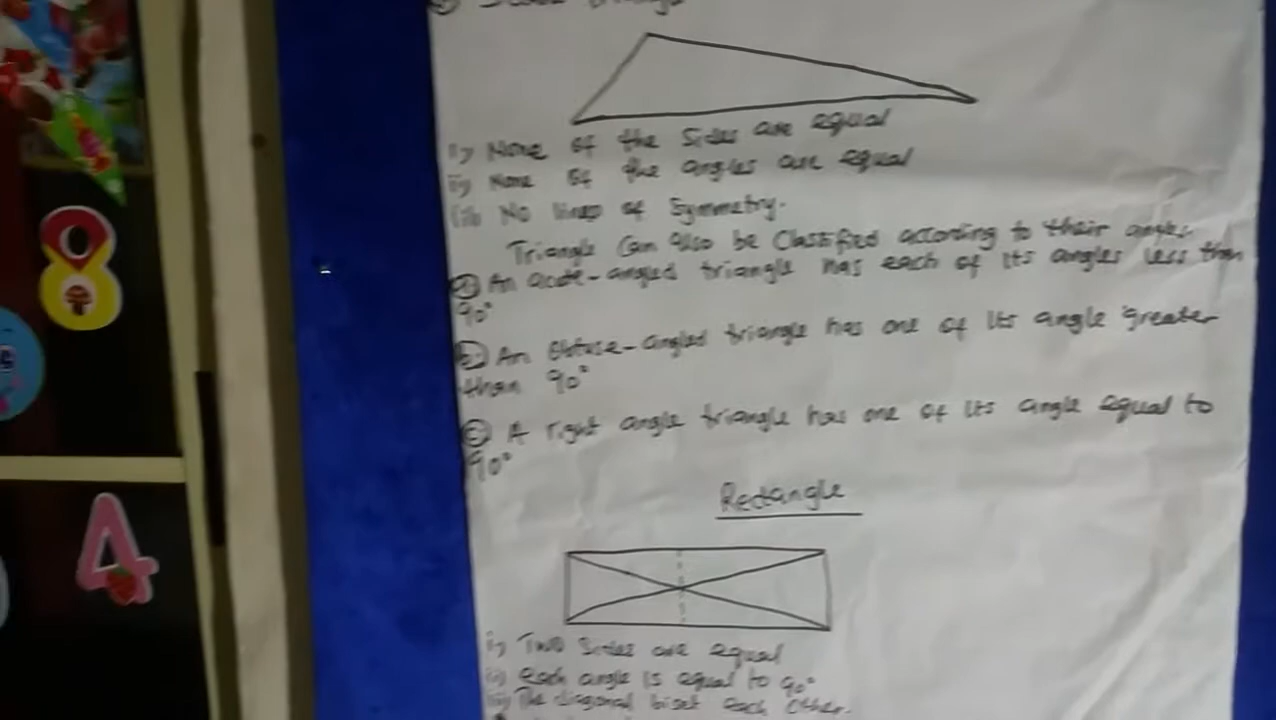 Triangle
i) None of the Sides are equal
ii) None of the angles are equal
iii) No lines of Symmetry.
Triangle Can also be Classified according to their angles
a) An acute-angled triangle has each of its angles less than
90°
b) An Obtuse-angled triangle has one of its angle greater
than 90°
c) A right angle triangle has one of its angle equal to
90°
Rectangle
i) Two Sides are equal
ii) each angle is equal to 90°
iii) The diagonal biset each Other.
8
4